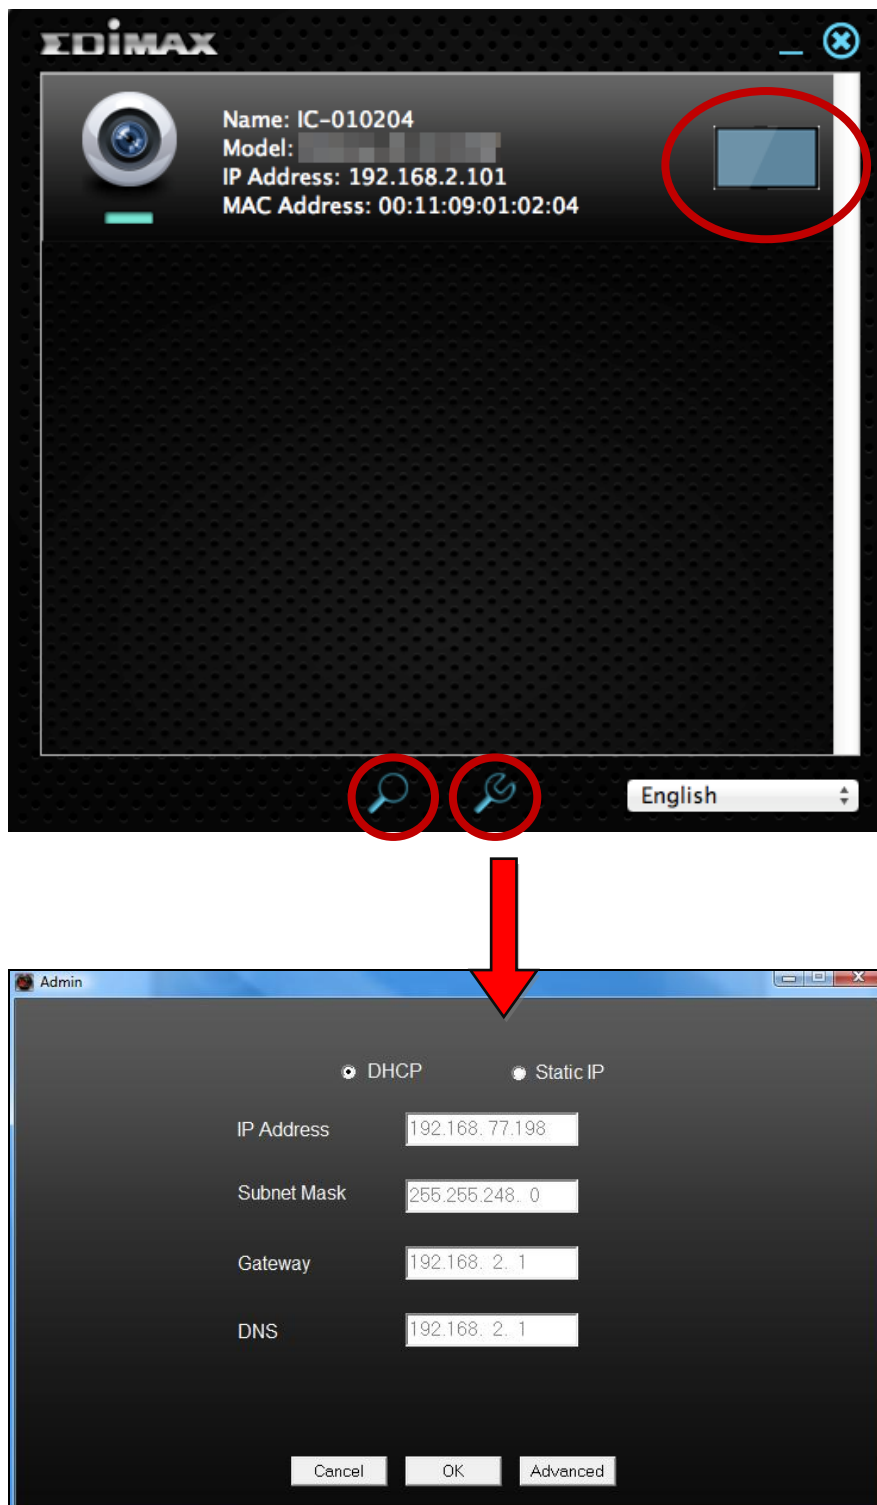 EDiMAX
Name: IC-010204
Model:
IP Address: 192.168.2.101
MAC Address: 00:11:09:01:02:04
English
Admin
DHCP Static IP
IP Address 192.168. 77.198
Subnet Mask 255.255.248. 0
Gateway 192.168. 2. 1
DNS 192.168. 2. 1
Cancel OK Advanced